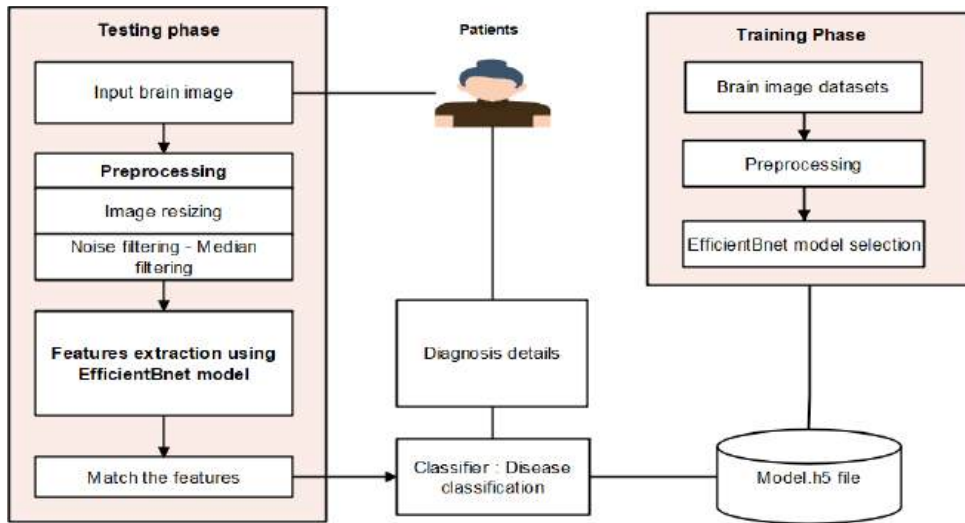 Testing phase
Input brain image
Preprocessing
Image resizing
Noise filtering - Median
filtering
Features extraction using
EfficientBnet model
Match the features
Patients
Diagnosis details
Classifier : Disease
classification
Training Phase
Brain image datasets
Preprocessing
EfficientBnet model selection
Model.h5 file